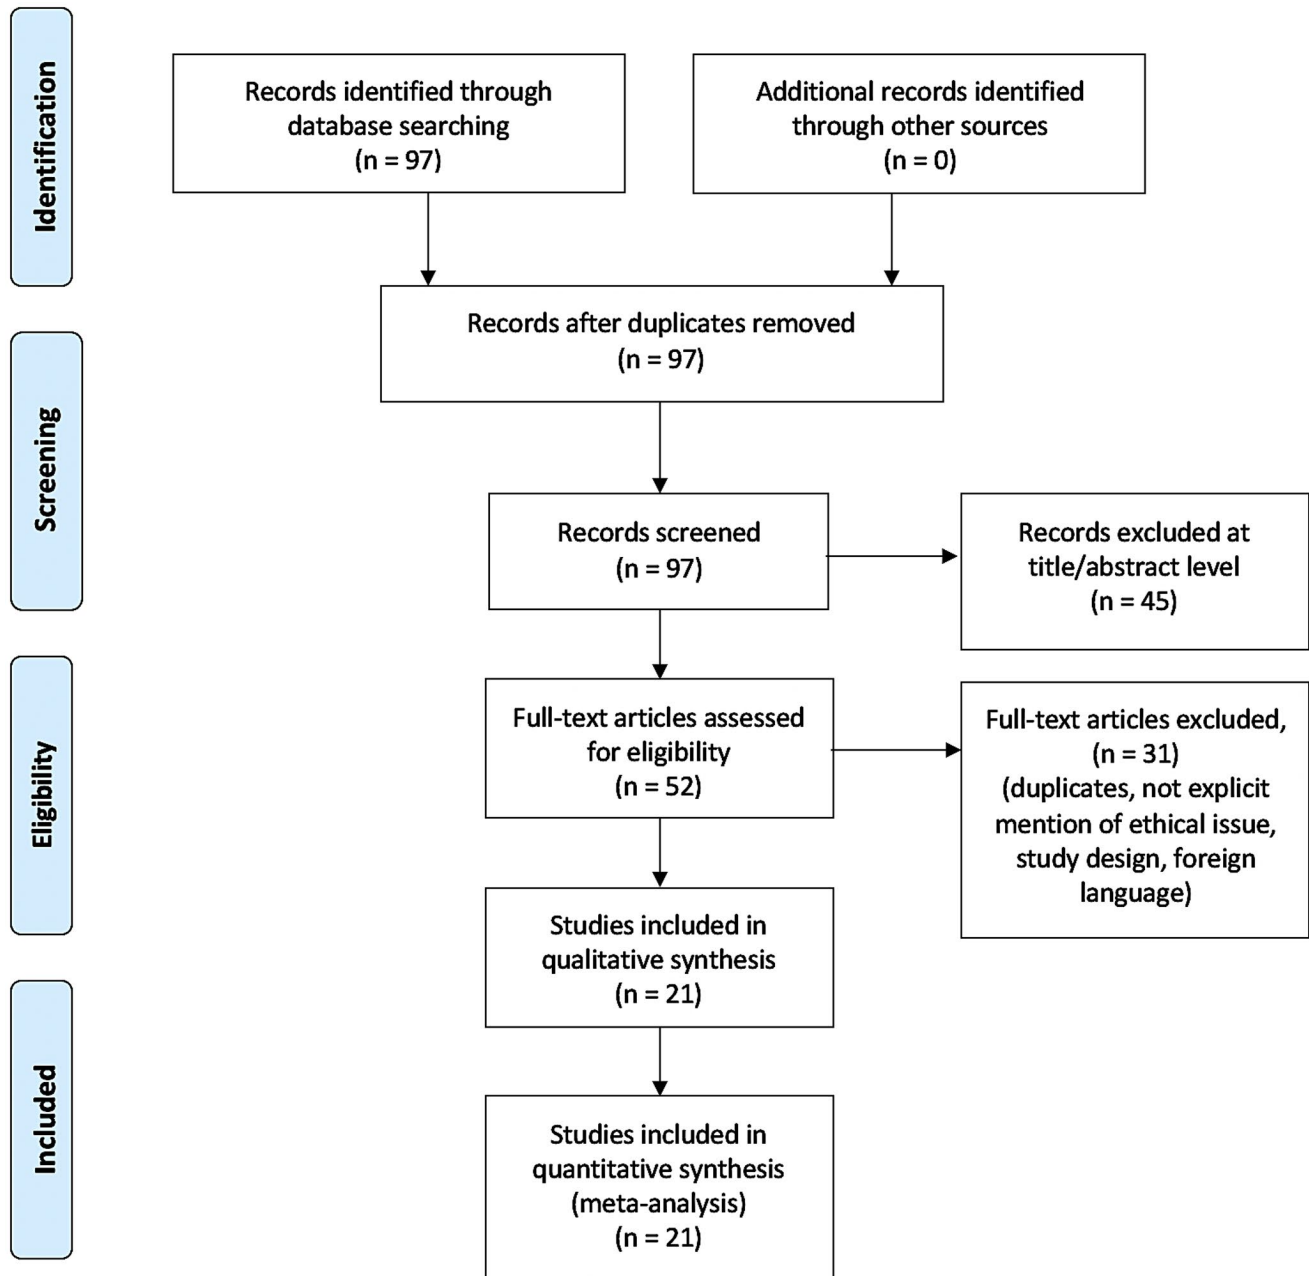 Identification
Records identified through
database searching
(n = 97)
Additional records identified
through other sources
(n = 0)
Records after duplicates removed
(n = 97)
Screening
Records screened
(n = 97)
Records excluded at
title/abstract level
(n = 45)
Eligibility
Full-text articles assessed
for eligibility
(n = 52)
Full-text articles excluded,
(n = 31)
(duplicates, not explicit
mention of ethical issue,
study design, foreign
language)
Studies included in
qualitative synthesis
(n = 21)
Included
Studies included in
quantitative synthesis
(meta-analysis)
(n = 21)